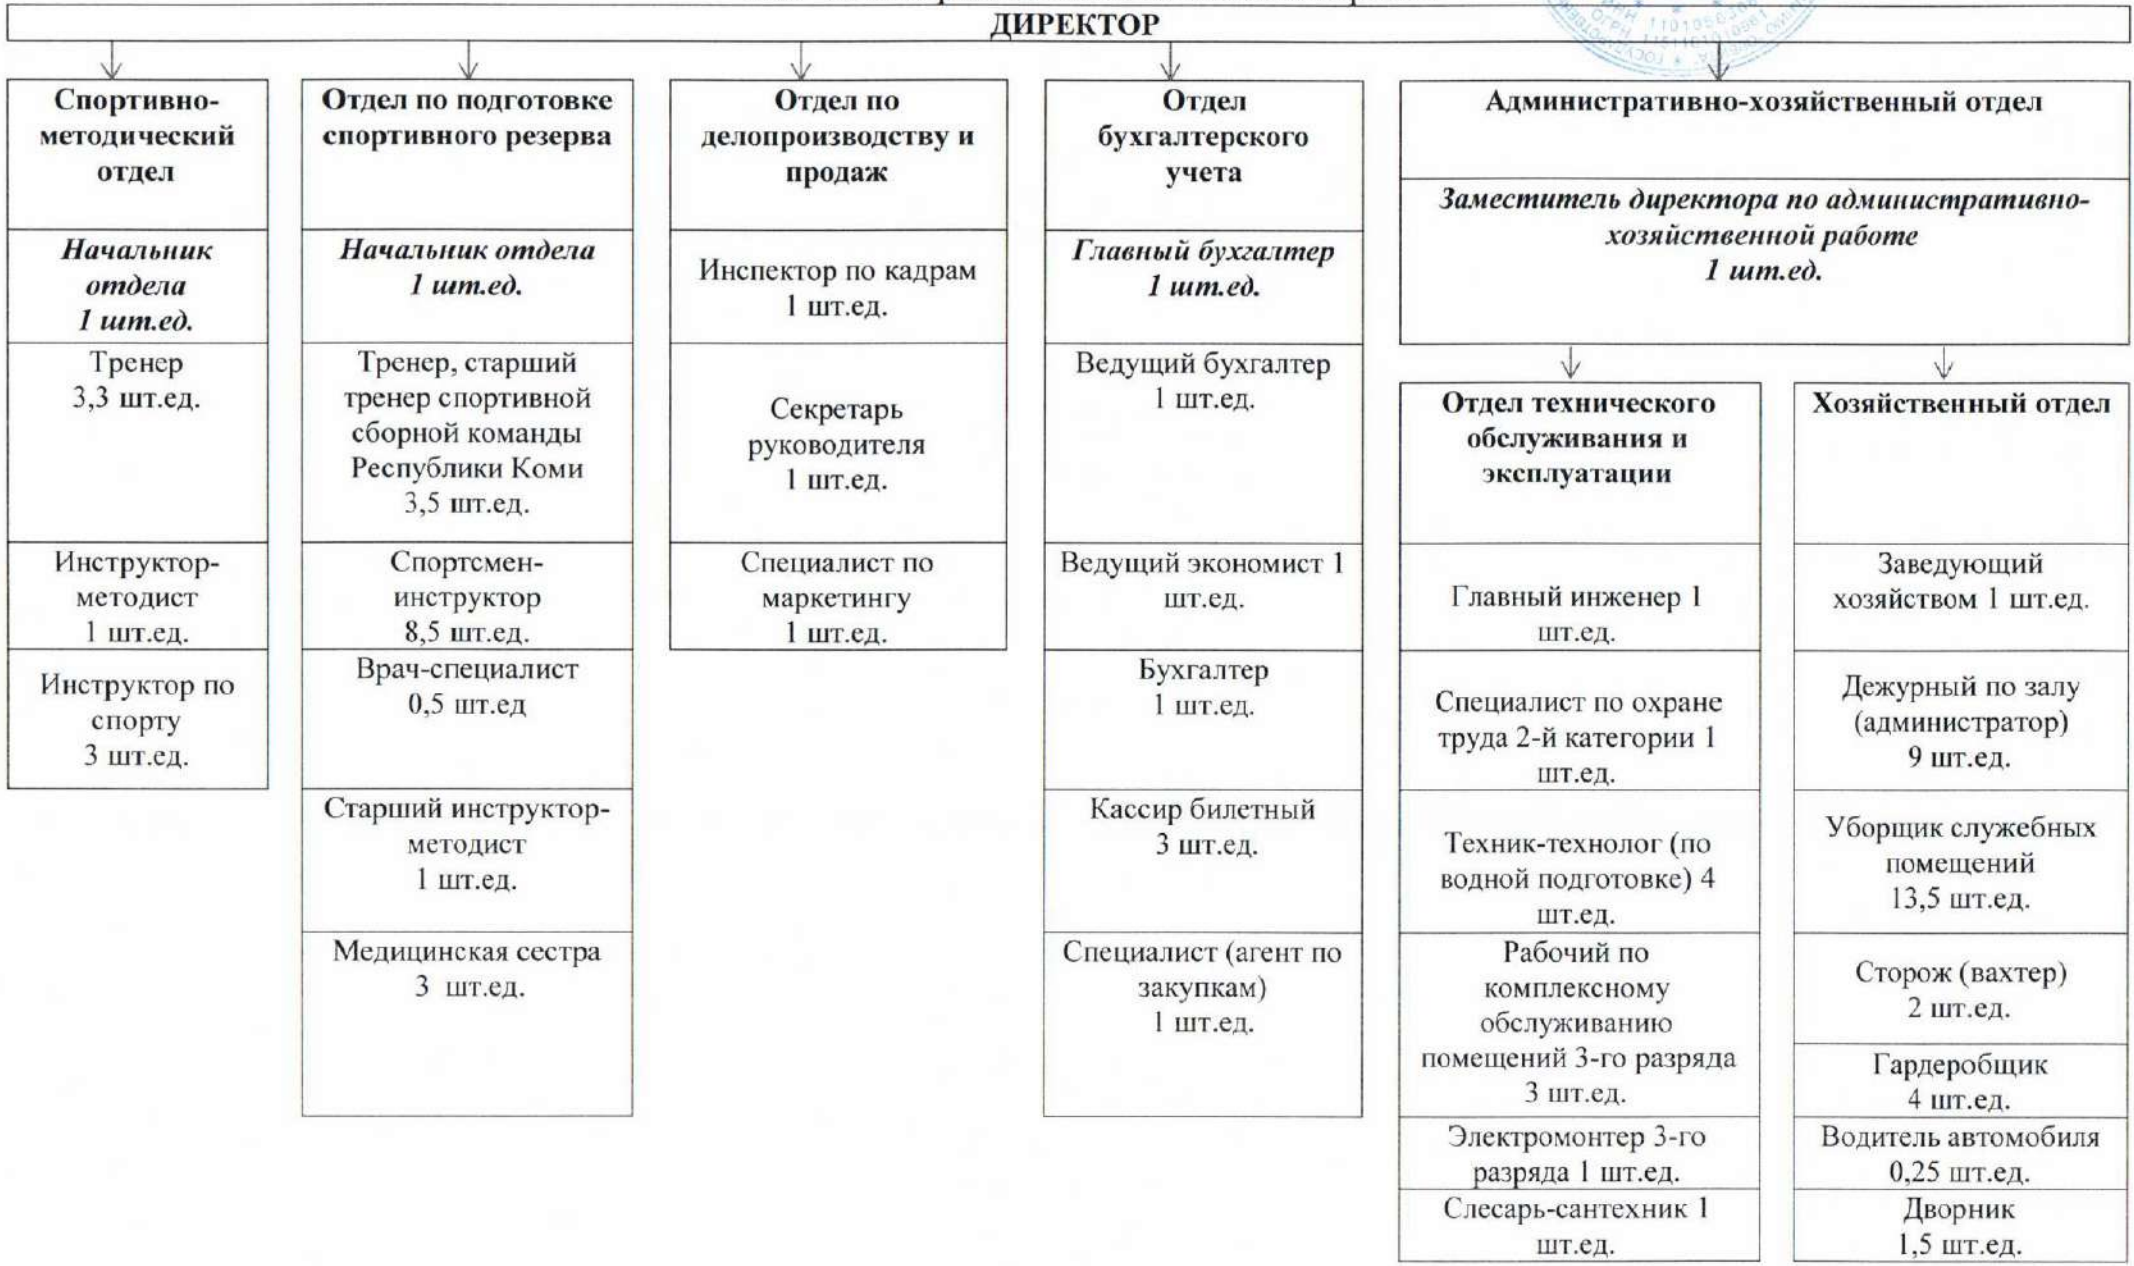 ДИРЕКТОР
Спортивно-
методический
отдел
Начальник
отдела
1 шт.ед.
Тренер
3,3 шт.ед.
Инструктор-
методист
1 шт.ед.
Инструктор по
спорту
3 шт.ед.
Отдел по подготовке
спортивного резерва
Начальник отдела
1 шт.ед.
Тренер, старший
тренер спортивной
сборной команды
Республики Коми
3,5 шт.ед.
Спортсмен-
инструктор
8,5 шт.ед.
Врач-специалист
0,5 шт.ед
Старший инструктор-
методист
1 шт.ед.
Медицинская сестра
3 шт.ед.
Отдел по
делопроизводству и
продаж
Инспектор по кадрам
1 шт.ед.
Секретарь
руководителя
1 шт.ед.
Специалист по
маркетингу
1 шт.ед.
Отдел
бухгалтерского
учета
Главный бухгалтер
1 шт.ед.
Ведущий бухгалтер
1 шт.ед.
Ведущий экономист 1
шт.ед.
Бухгалтер
1 шт.ед.
Кассир билетный
3 шт.ед.
Специалист (агент по
закупкам)
1 шт.ед.
Административно-хозяйственный отдел
Заместитель директора по административно-
хозяйственной работе
1 шт.ед.
Отдел технического
обслуживания и
эксплуатации
Главный инженер 1
шт.ед.
Специалист по охране
труда 2-й категории 1
шт.ед.
Техник-технолог (по
водной подготовке) 4
шт.ед.
Рабочий по
комплексному
обслуживанию
помещений 3-го разряда
3 шт.ед.
Электромонтер 3-го
разряда 1 шт.ед.
Слесарь-сантехник 1
шт.ед.
Хозяйственный отдел
Заведующий
хозяйством 1 шт.ед.
Дежурный по залу
(администратор)
9 шт.ед.
Уборщик служебных
помещений
13,5 шт.ед.
Сторож (вахтер)
2 шт.ед.
Гардеробщик
4 шт.ед.
Водитель автомобиля
0,25 шт.ед.
Дворник
1,5 шт.ед.